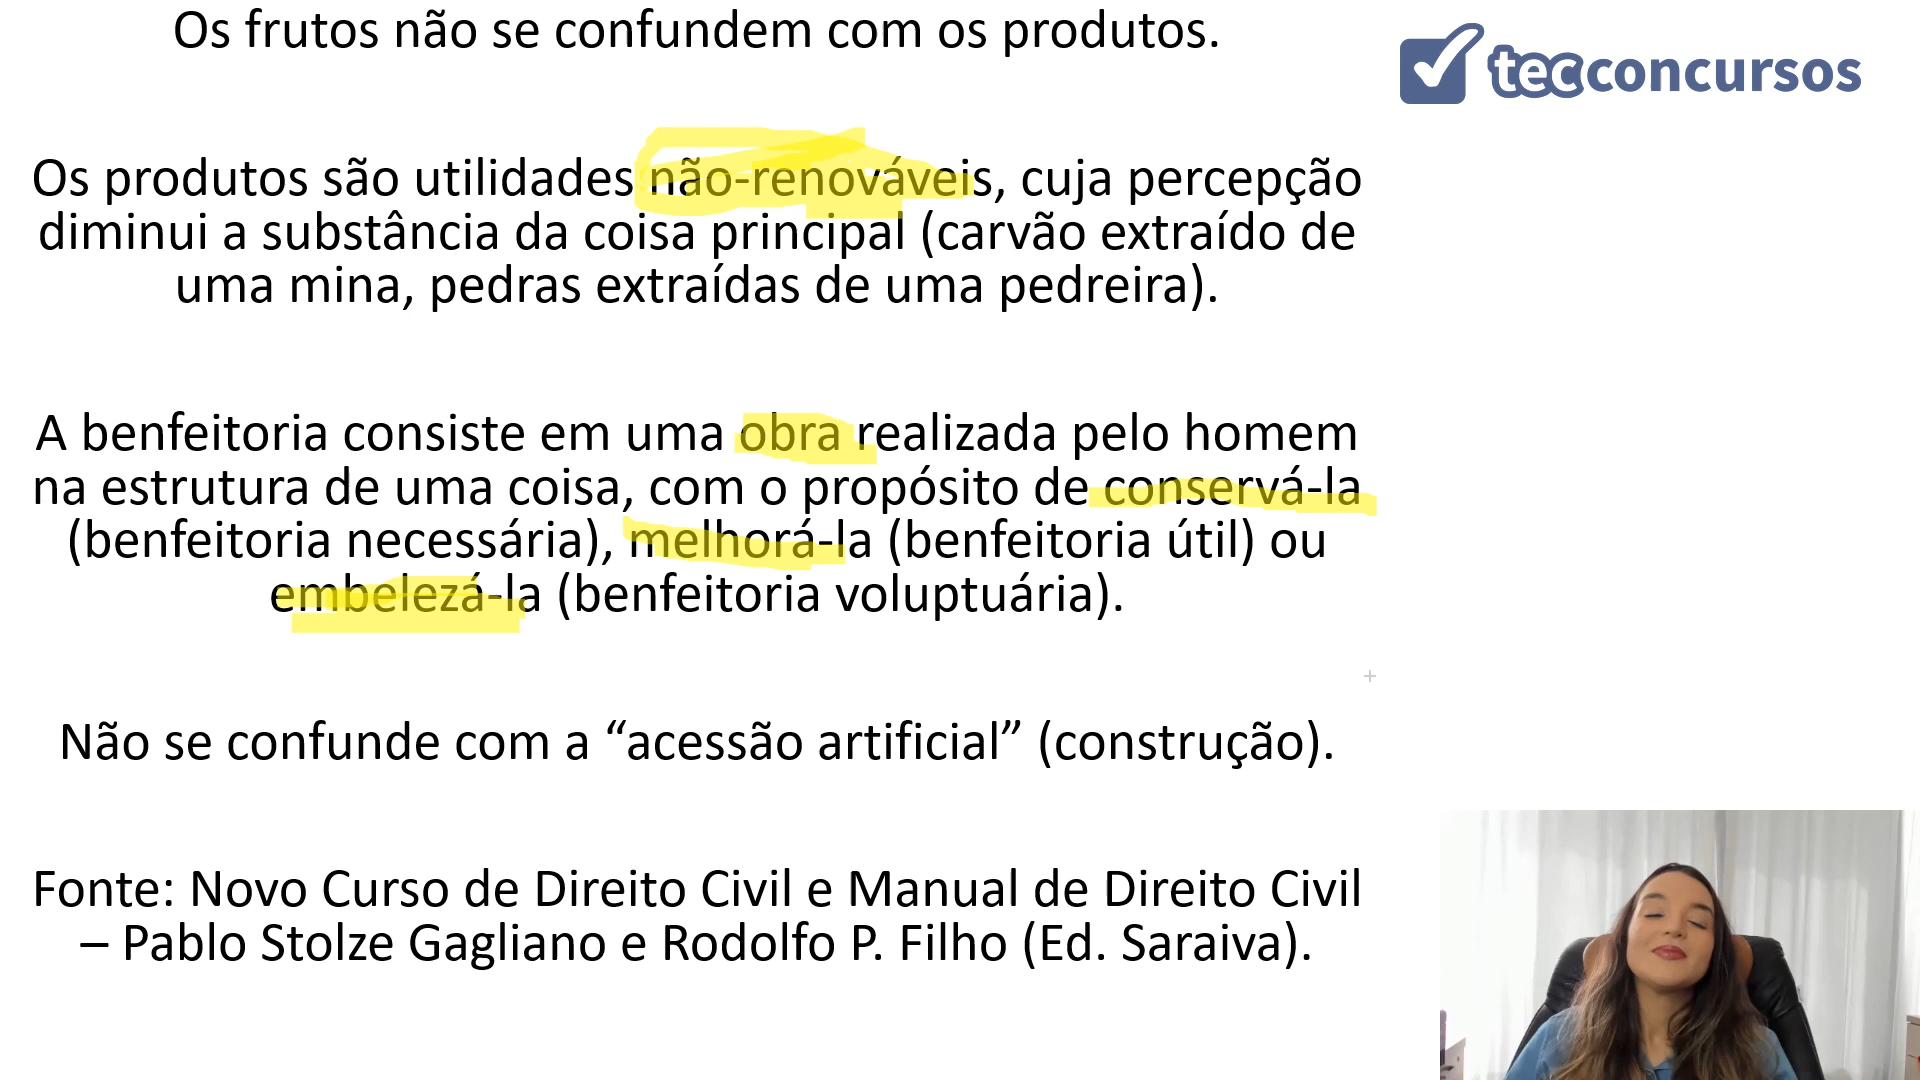 Os frutos não se confundem com os produtos.
tecconcursos
Os produtos são utilidades não-renováveis, cuja percepção
diminui a substância da coisa principal (carvão extraído de
uma mina, pedras extraídas de uma pedreira).
A benfeitoria consiste em uma obra realizada pelo homem
na estrutura de uma coisa, com o propósito de conservá-la
(benfeitoria necessária), melhorá-la (benfeitoria útil) ou
embelezá-la (benfeitoria voluptuária).
Não se confunde com a “acessão artificial” (construção).
Fonte: Novo Curso de Direito Civil e Manual de Direito Civil
– Pablo Stolze Gagliano e Rodolfo P. Filho (Ed. Saraiva).